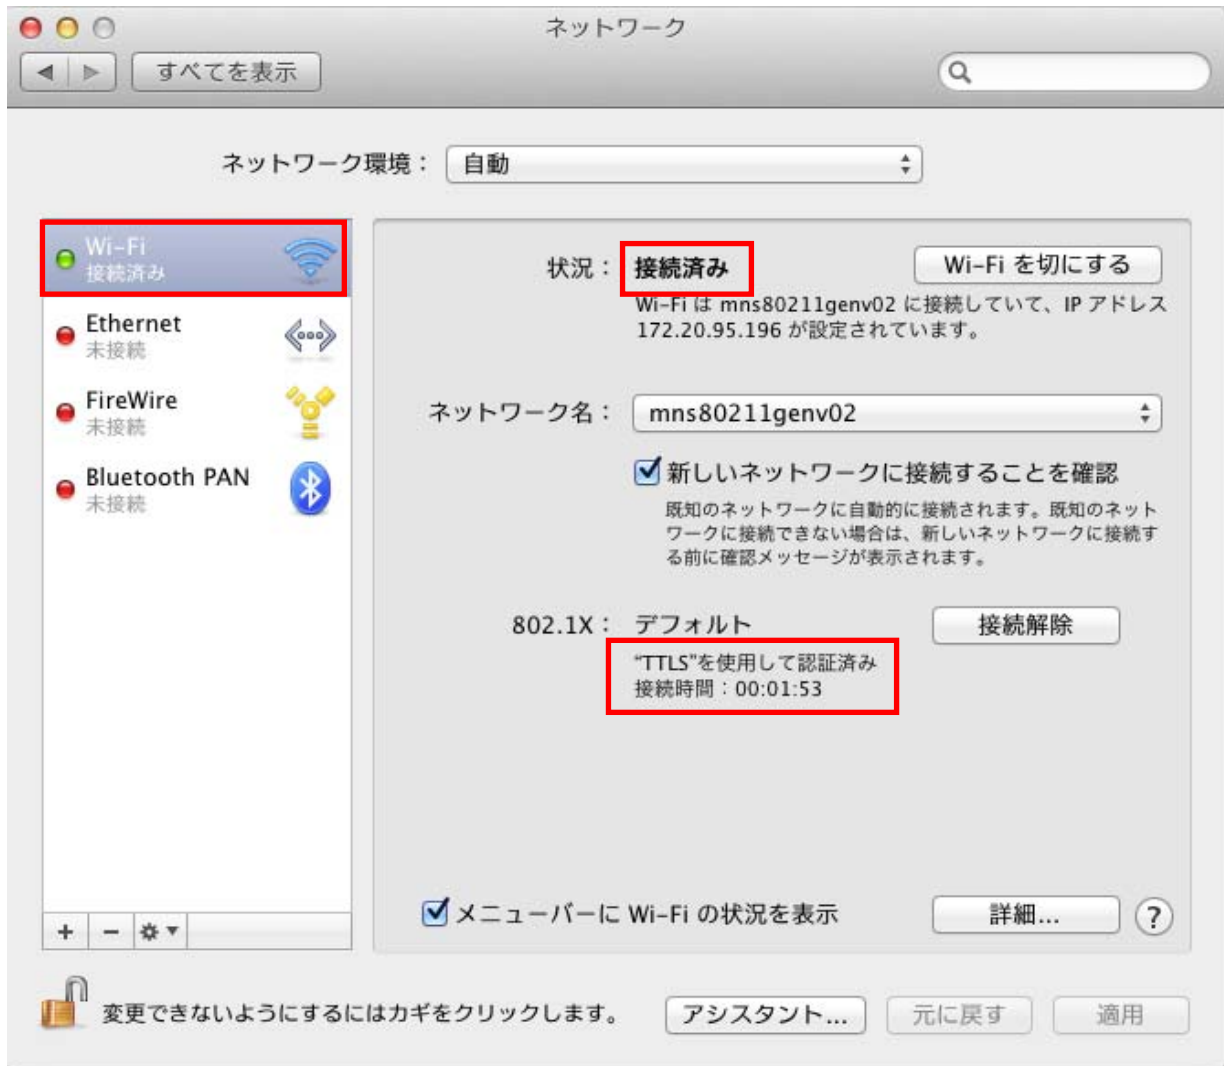 ネットワーク
すべてを表示
ネットワーク環境： 自動
Wi-Fi
接続済み
Ethernet
未接続
FireWire
未接続
Bluetooth PAN
未接続
状況： 接続済み Wi-Fi を切にする
Wi-Fi は mns80211genv02 に接続していて、IP アドレス
172.20.95.196 が設定されています。
ネットワーク名： mns80211genv02
新しいネットワークに接続することを確認
既知のネットワークに自動的に接続されます。既知のネット
ワークに接続できない場合は、新しいネットワークに接続す
る前に確認メッセージが表示されます。
802.1X： デフォルト 接続解除
“TTLS”を使用して認証済み
接続時間：00:01:53
メニューバーに Wi-Fi の状況を表示 詳細... ?
変更できないようにするにはカギをクリックします。 アシスタント... 元に戻す 適用